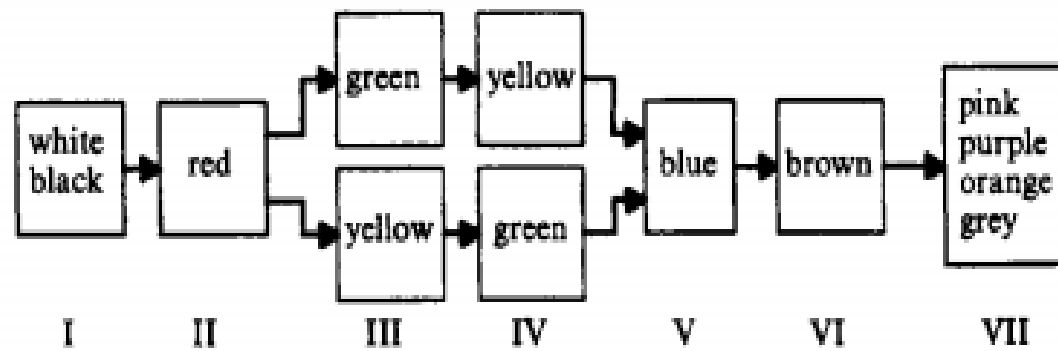 green yellow
white
black
red
blue
brown
pink
purple
orange
grey
yellow green
I II III IV V VI VII